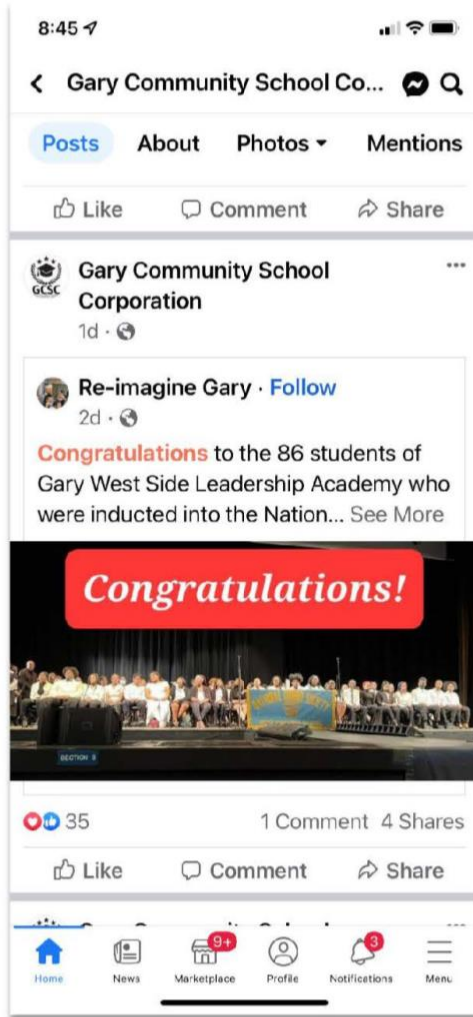 8:45
Gary Community School Co...
Posts About Photos Mentions
Like Comment Share
GCSC
Gary Community School
Corporation
1d ·
Re-imagine Gary · Follow
2d ·
Congratulations to the 86 students of
Gary West Side Leadership Academy who
were inducted into the Nation... See More
Congratulations!
SECTION
35 1 Comment 4 Shares
Like Comment Share
9+ 3
Home News Marketplace Profile Notifications Menu